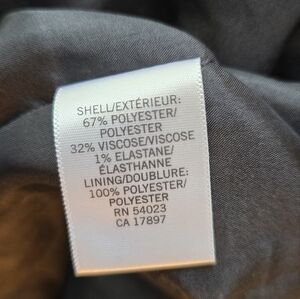 SHELL/EXTÉRIEUR:
67% POLYESTER/
POLYESTER
32% VISCOSE/VISCOSE
1% ELASTANE/
ÉLASTHANNE
LINING/DOUBLURE:
100% POLYESTER/
POLYESTER
RN 54023
CA 17897